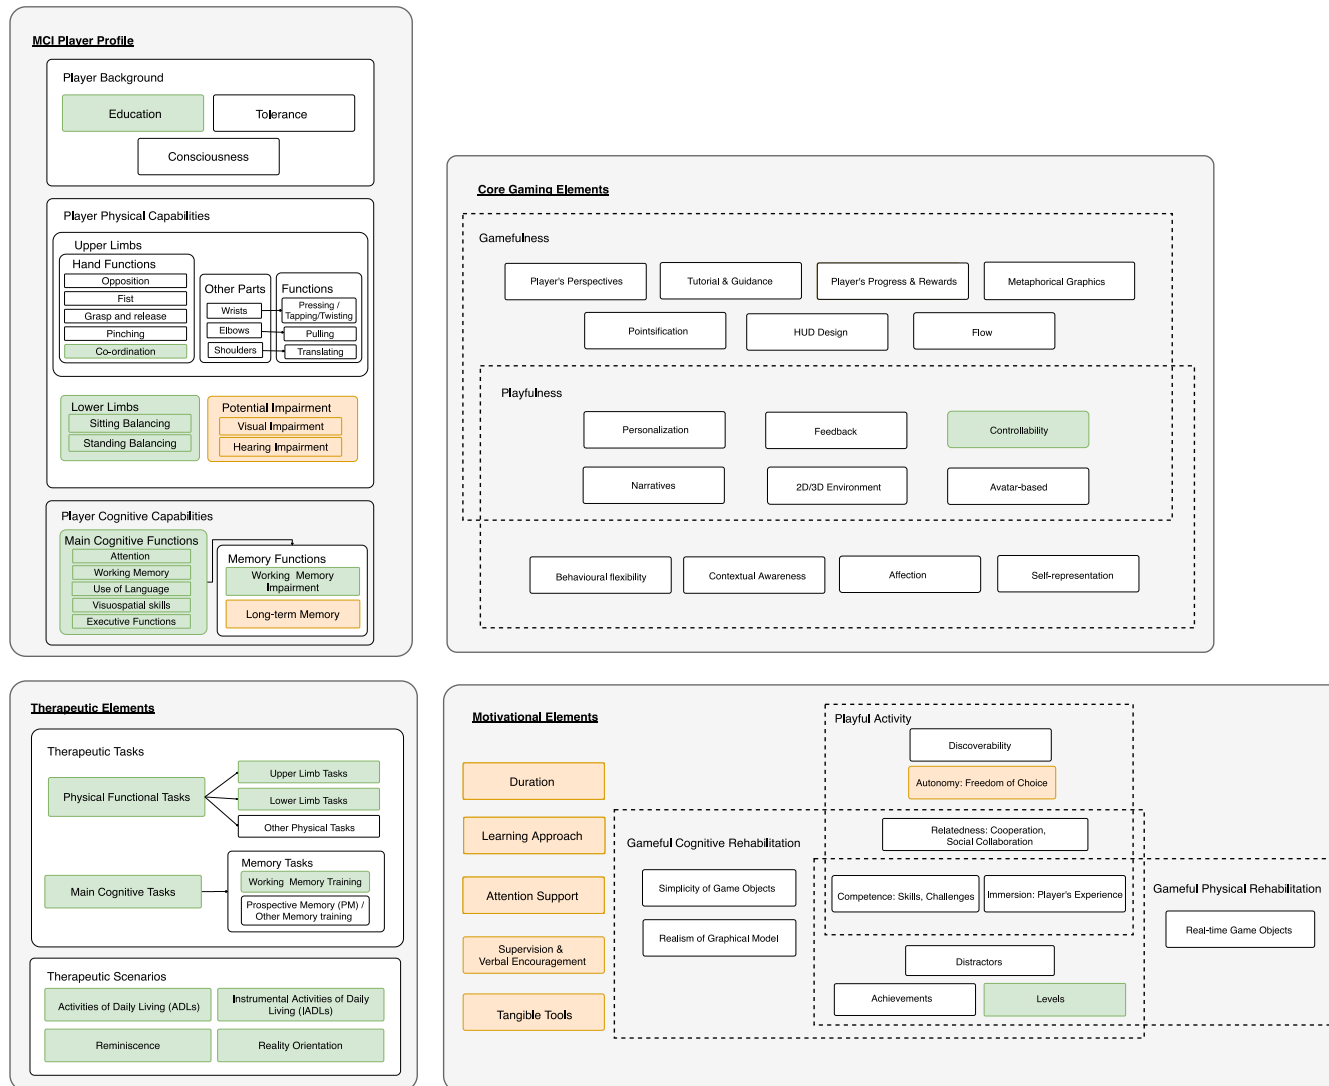 MCI Player Profile
Player Background
Education
Tolerance
Consciousness
Player Physical Capabilities
Upper Limbs
Hand Functions
Opposition
Fist
Grasp and release
Pinching
Co-ordination
Other Parts
Wrists
Elbows
Shoulders
Functions
Pressing /
Tapping/Twisting
Pulling
Translating
Lower Limbs
Sitting Balancing
Standing Balancing
Potential Impairment
Visual Impairment
Hearing Impairment
Player Cognitive Capabilities
Main Cognitive Functions
Attention
Working Memory
Use of Language
Visuospatial skills
Executive Functions
Memory Functions
Working Memory
Impairment
Long-term Memory
Core Gaming Elements
Gamefulness
Player's Perspectives
Tutorial & Guidance
Player's Progress & Rewards
Metaphorical Graphics
Pointsification
HUD Design
Flow
Playfulness
Personalization
Feedback
Controllability
Narratives
2D/3D Environment
Avatar-based
Behavioural flexibility
Contextual Awareness
Affection
Self-representation
Therapeutic Elements
Therapeutic Tasks
Physical Functional Tasks
Upper Limb Tasks
Lower Limb Tasks
Other Physical Tasks
Main Cognitive Tasks
Memory Tasks
Working Memory Training
Prospective Memory (PM) /
Other Memory training
Therapeutic Scenarios
Activities of Daily Living (ADLs)
Instrumental Activities of Daily
Living (IADLs)
Reminiscence
Reality Orientation
Motivational Elements
Duration
Learning Approach
Attention Support
Supervision &
Verbal Encouragement
Tangible Tools
Playful Activity
Discoverability
Autonomy: Freedom of Choice
Relatedness: Cooperation,
Social Collaboration
Gameful Cognitive Rehabilitation
Simplicity of Game Objects
Realism of Graphical Model
Competence: Skills, Challenges
Immersion: Player's Experience
Distractors
Achievements
Levels
Gameful Physical Rehabilitation
Real-time Game Objects